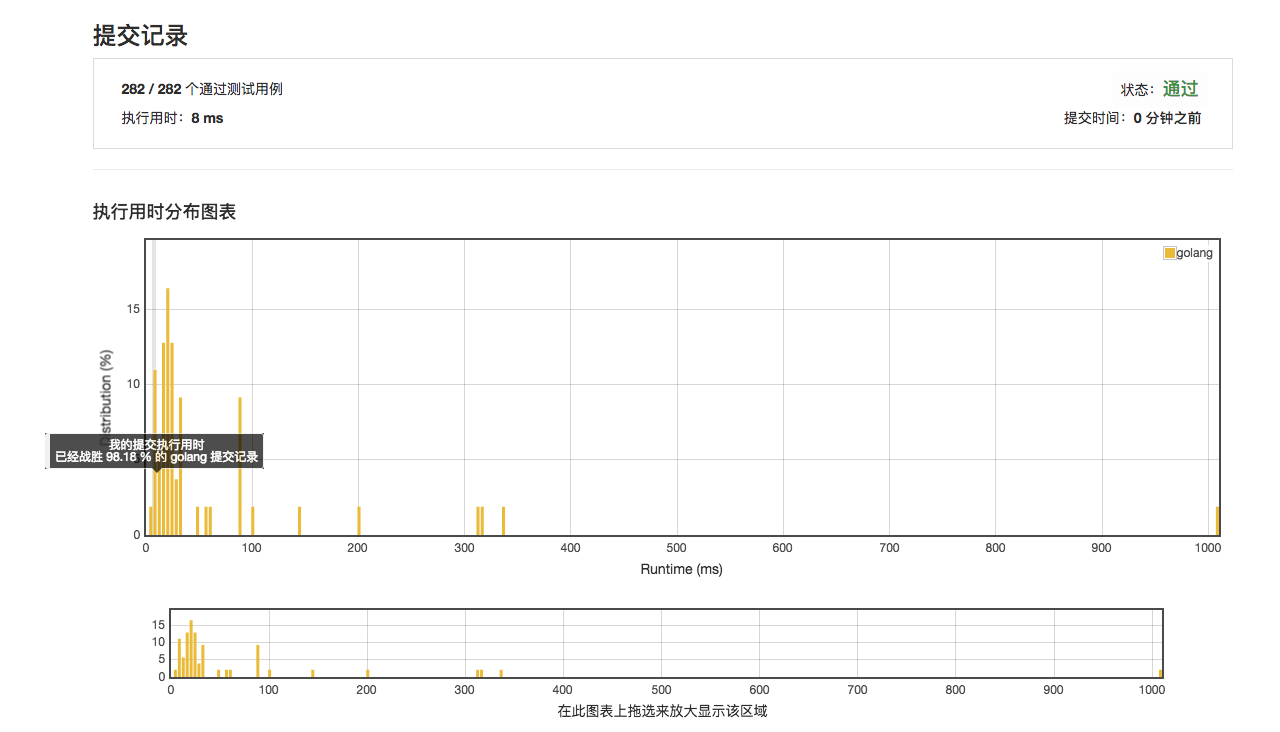 提交记录
282 / 282 个通过测试用例
状态：通过
执行用时：8 ms
提交时间：0 分钟之前
执行用时分布图表
golang
15
10
0
Distribution (%)
我的提交执行用时
已经战胜 98.18 % 的 golang 提交记录
0 100 200 300 400 500 600 700 800 900 1000
Runtime (ms)
15
10
5
0
0 100 200 300 400 500 600 700 800 900 1000
在此图表上拖选来放大显示该区域